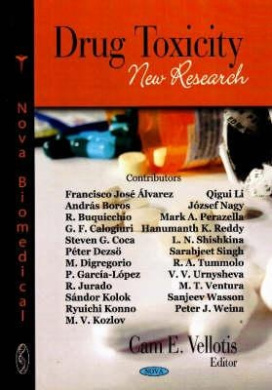 Drug Toxicity
New Research
Nova Biomedical
Contributors
Francisco José Álvarez
András Boros
R. Buquicchio
G. F. Calogiuri
Steven G. Coca
Péter Dezsö
M. Digregorio
P. García-López
R. Jurado
Sándor Kolok
Ryuichi Konno
M. V. Kozlov
Qigui Li
József Nagy
Mark A. Perazella
Hanumanth K. Reddy
L. N. Shishkina
Sarabjeet Singh
R. A. Tummolo
V. V. Urnysheva
M. T. Ventura
Sanjeev Wasson
Peter J. Weina
Cam E. Vellotis
Editor
NOVA